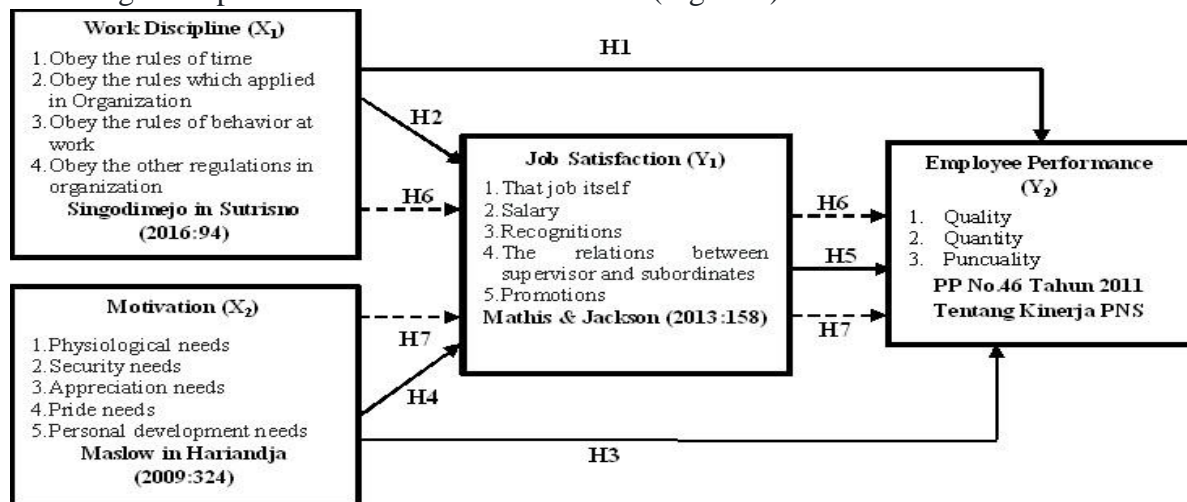 Work Discipline (X₁)
1.Obey the rules of time
2.Obey the rules which applied
in Organization
3.Obey the rules of behavior at
work
4.Obey the other regulations in
organization
Singodimejo in Sutrisno
(2016:94)
H1
H2
H6
Motivation (X₂)
1.Physiological needs
2.Security needs
3.Appreciation needs
4.Pride needs
5.Personal development needs
Maslow in Hariandja
(2009:324)
H7
H4
H3
Job Satisfaction (Y₁)
1.That job itself
2.Salary
3.Recognitions
4.The relations between
supervisor and subordinates
5.Promotions
Mathis & Jackson (2013:158)
H6
H5
H7
Employee Performance
(Y₂)
1. Quality
2. Quantity
3. Puncuality
PP No.46 Tahun 2011
Tentang Kinerja PNS